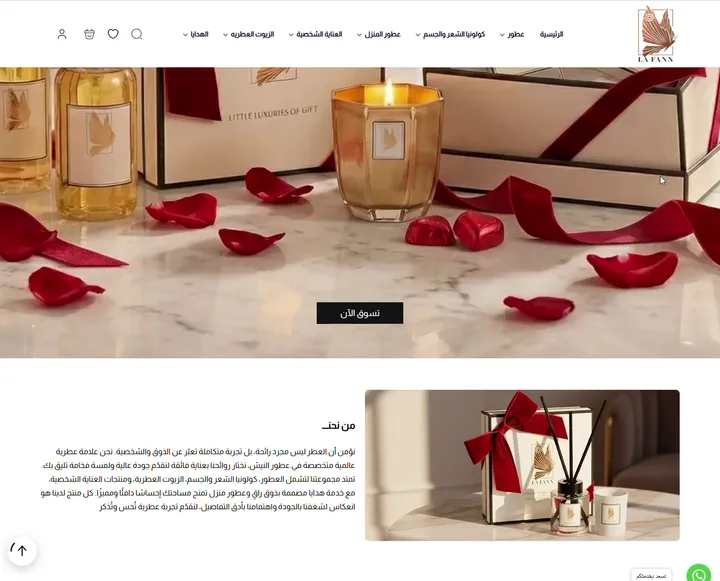 LA FANN
الرئيسية
عطور
كولونيا الشعر والجسم
عطور المنزل
العناية الشخصية
الزيوت العطريه
الهدايا
LITTLE LUXURIES OF GIFT
تسوق الآن
من نحنــ
نؤمن أن العطر ليس مجرد رائحة، بل تجربة متكاملة تعبّر عن الذوق والشخصية. نحن علامة عطرية
عالمية متخصصة في عطور النيش، نختار روائحنا بعناية فائقة لنقدّم جودة عالية ولمسة فخامة تليق بك.
تمتد مجموعتنا لتشمل العطور، كولونيا الشعر والجسم، الزيوت العطرية، ومنتجات العناية الشخصية،
مع خدمة هدايا مصممة بذوق راقٍ وعطور منزل تمنح مساحتك إحساسًا دافئًا ومميزًا. كل منتج لدينا هو
انعكاس لشغفنا بالجودة واهتمامنا بأدق التفاصيل، لنقدّم تجربة عطرية تُحس وتُذكر
LA FANN
نسعد بخدمتكم